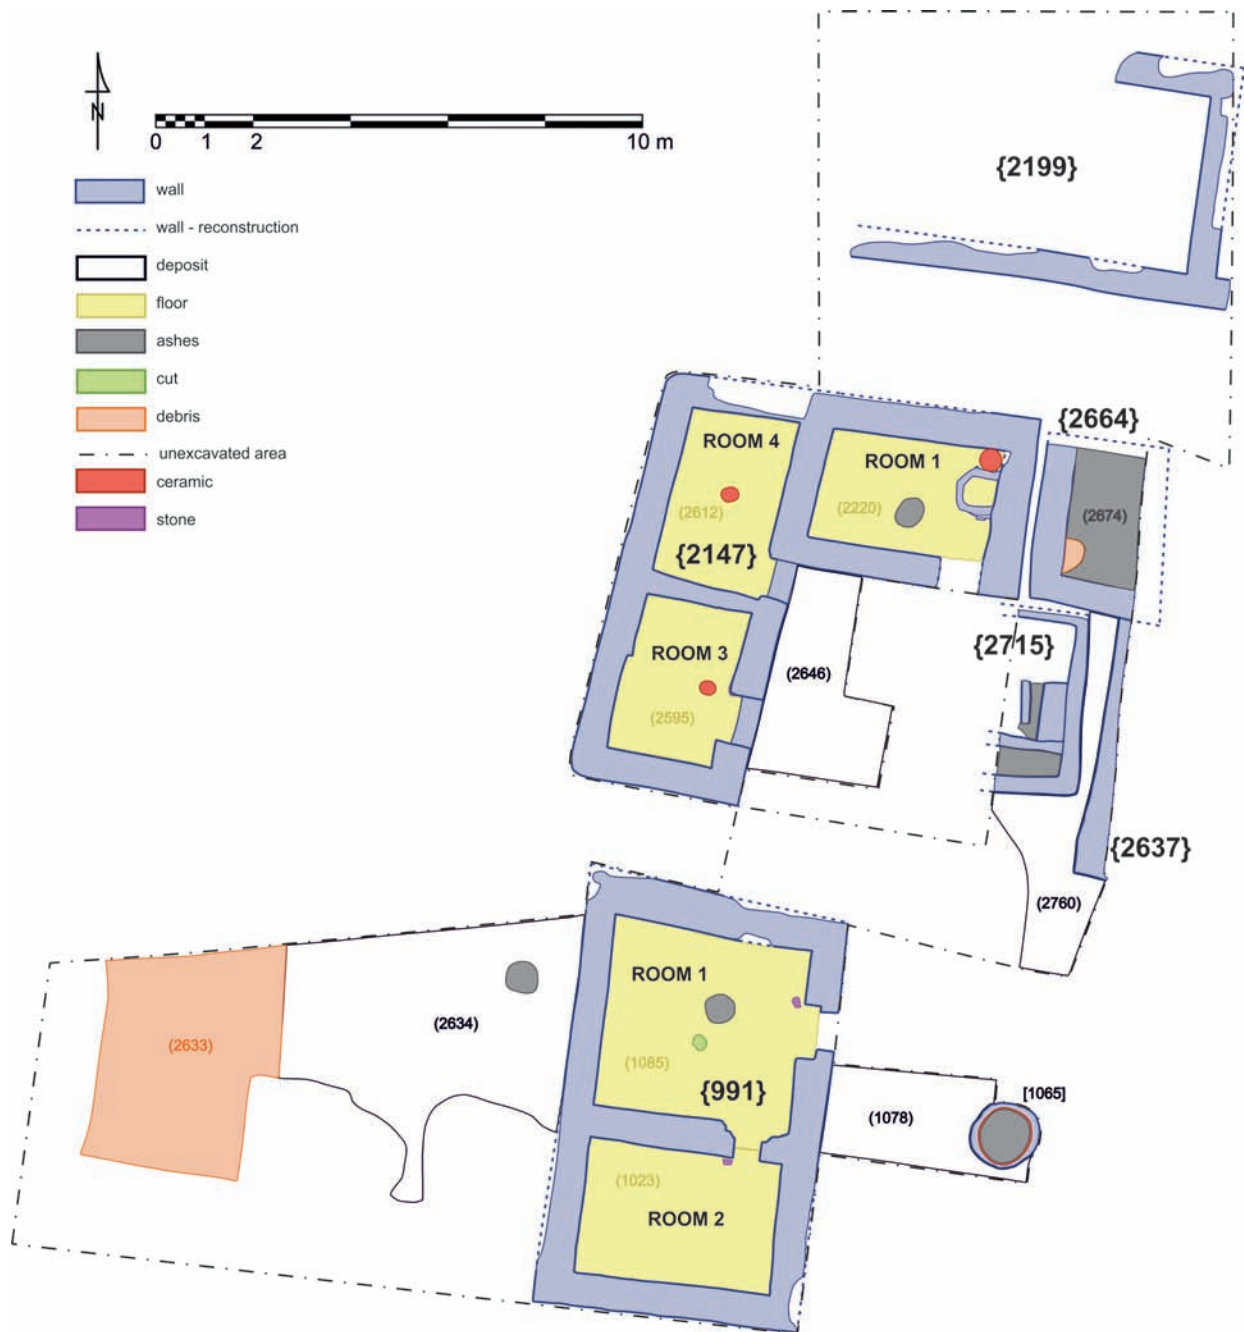 N
0 1 2 10 m
wall
wall - reconstruction
deposit
floor
ashes
cut
debris
unexcavated area
ceramic
stone
{2199}
{2664}
ROOM 4
ROOM 1
(2612)
(2220)
(2674)
{2147}
ROOM 3
(2646)
{2715}
(2595)
{2637}
(2760)
ROOM 1
(2634)
(2633)
(1085)
{991}
[1065]
(1078)
(1023)
ROOM 2